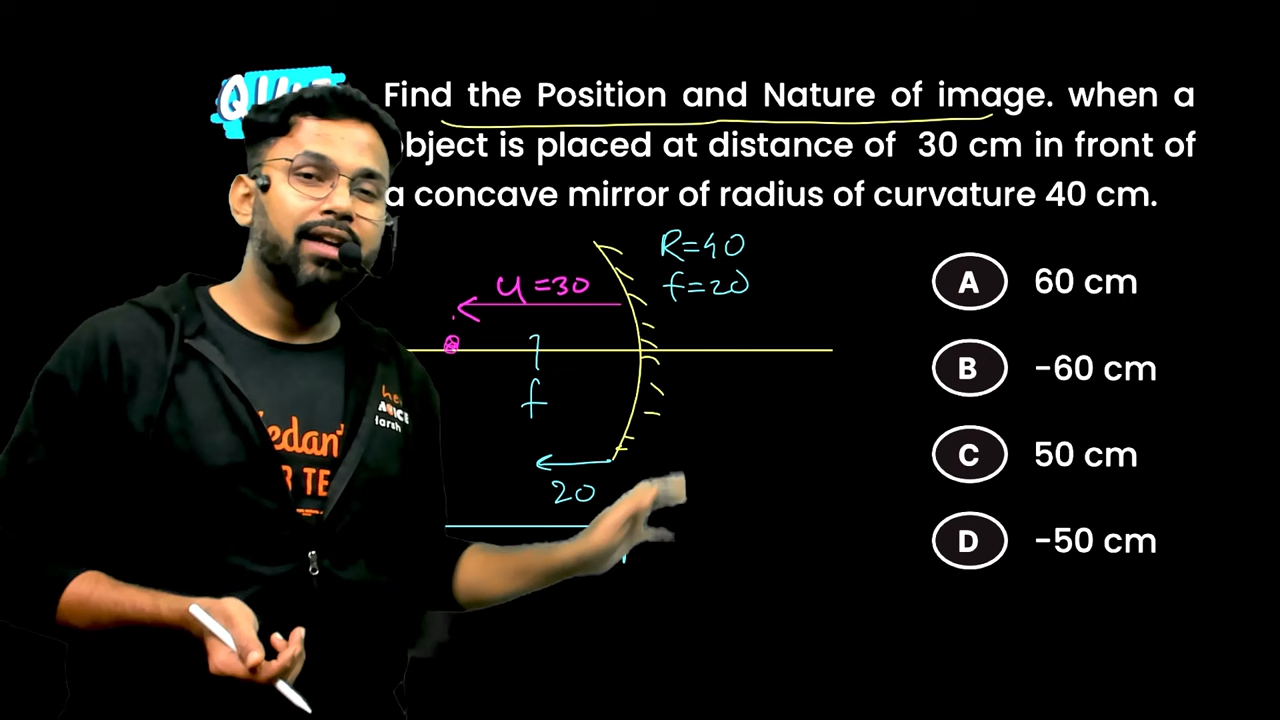 Find the Position and Nature of image. when a
object is placed at distance of 30 cm in front of
a concave mirror of radius of curvature 40 cm.
R=40
u=30
f=20
f
20
A 60 cm
B -60 cm
C 50 cm
D -50 cm